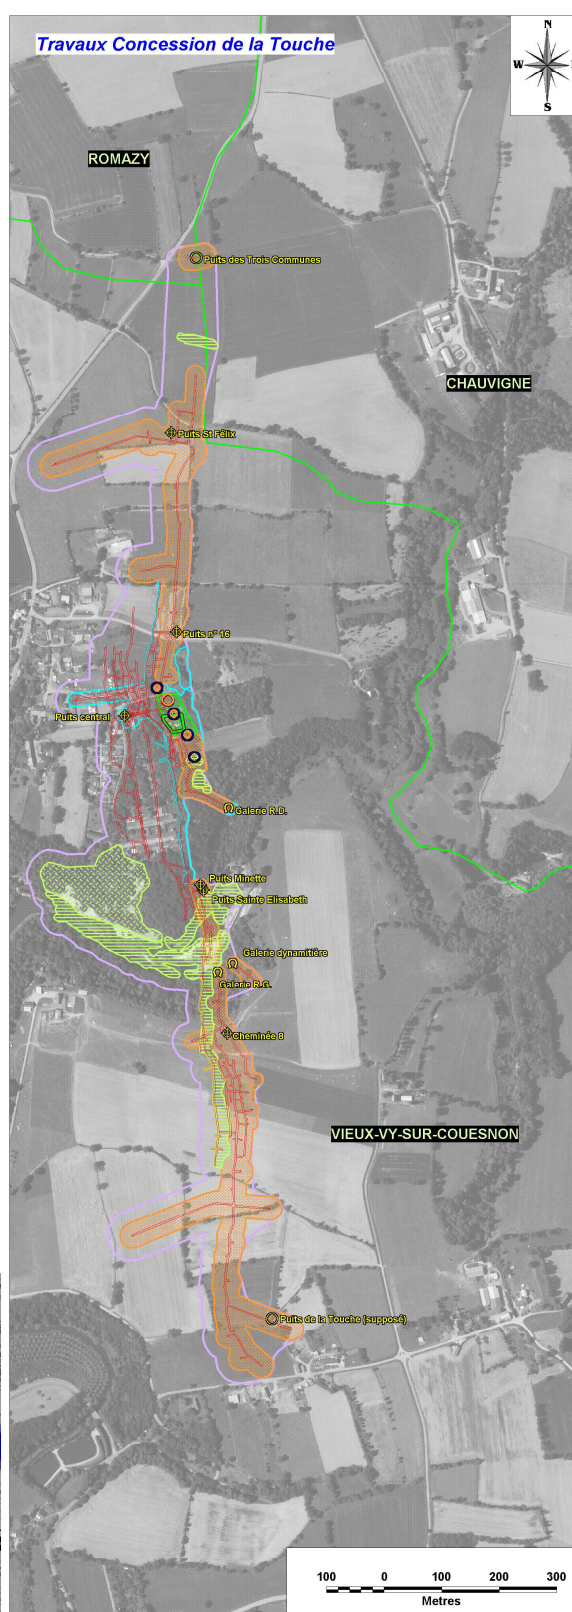 Travaux Concession de la Touche
N
W
S
ROMAZY
Puits des Trois Communes
CHAUVIGNE
Puits St Félix
Puits n° 16
Puits central
Galerie R.D.
Puits Minette
Puits Sainte Elisabeth
Galerie dynamitière
Galerie R.G.
Cheminée 8
VIEUX-VY-SUR-COUESNON
Puits de la Touche (supposé)
100 0 100 200 300
Metres